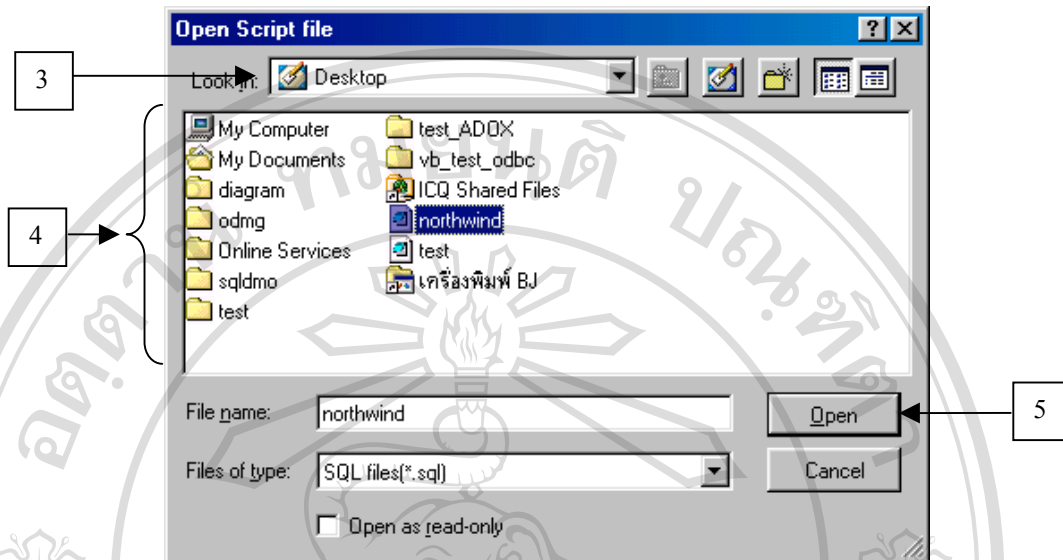 Open Script file
3
Look in:
Desktop
My Computer
My Documents
diagram
odmg
Online Services
sqldmo
test
test_ADOX
vb_test_odbc
ICQ Shared Files
northwind
test
เครื่องพิมพ์ BJ
4
File name:
northwind
Open
5
Files of type:
SQL files(*.sql)
Cancel
Open as read-only